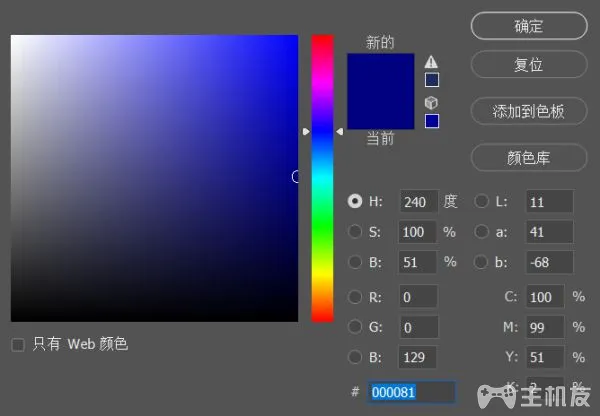 新的
确定
复位
添加到色板
当前
颜色库
H: 240 度
L: 11
S: 100 %
a: 41
B: 51 %
b: -68
R: 0
C: 100 %
G: 0
M: 99 %
只有 Web 颜色
B: 129
Y: 51 %
# 000081
K: 2 %
主机友